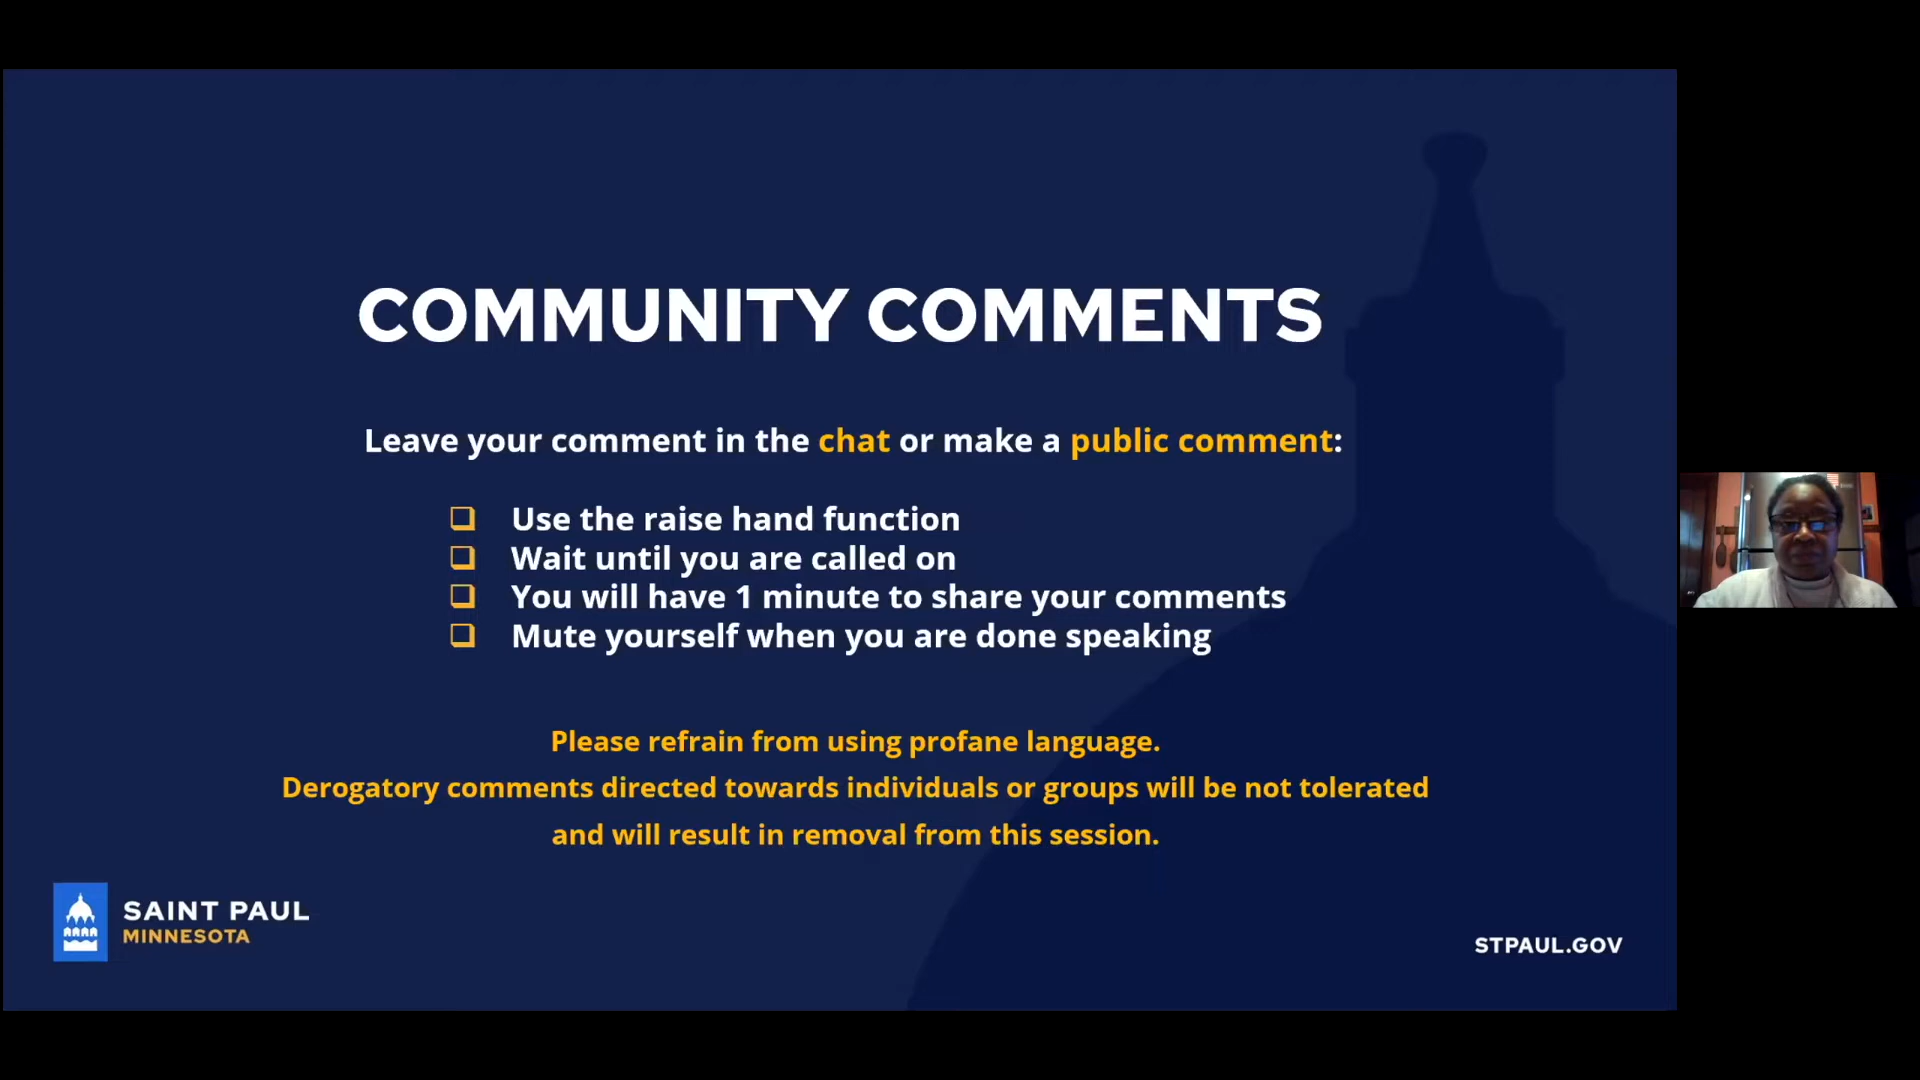 COMMUNITY COMMENTS
Leave your comment in the chat or make a public comment:
Use the raise hand function
Wait until you are called on
You will have 1 minute to share your comments
Mute yourself when you are done speaking
Please refrain from using profane language.
Derogatory comments directed towards individuals or groups will be not tolerated
and will result in removal from this session.
SAINT PAUL
MINNESOTA
STPAUL.GOV